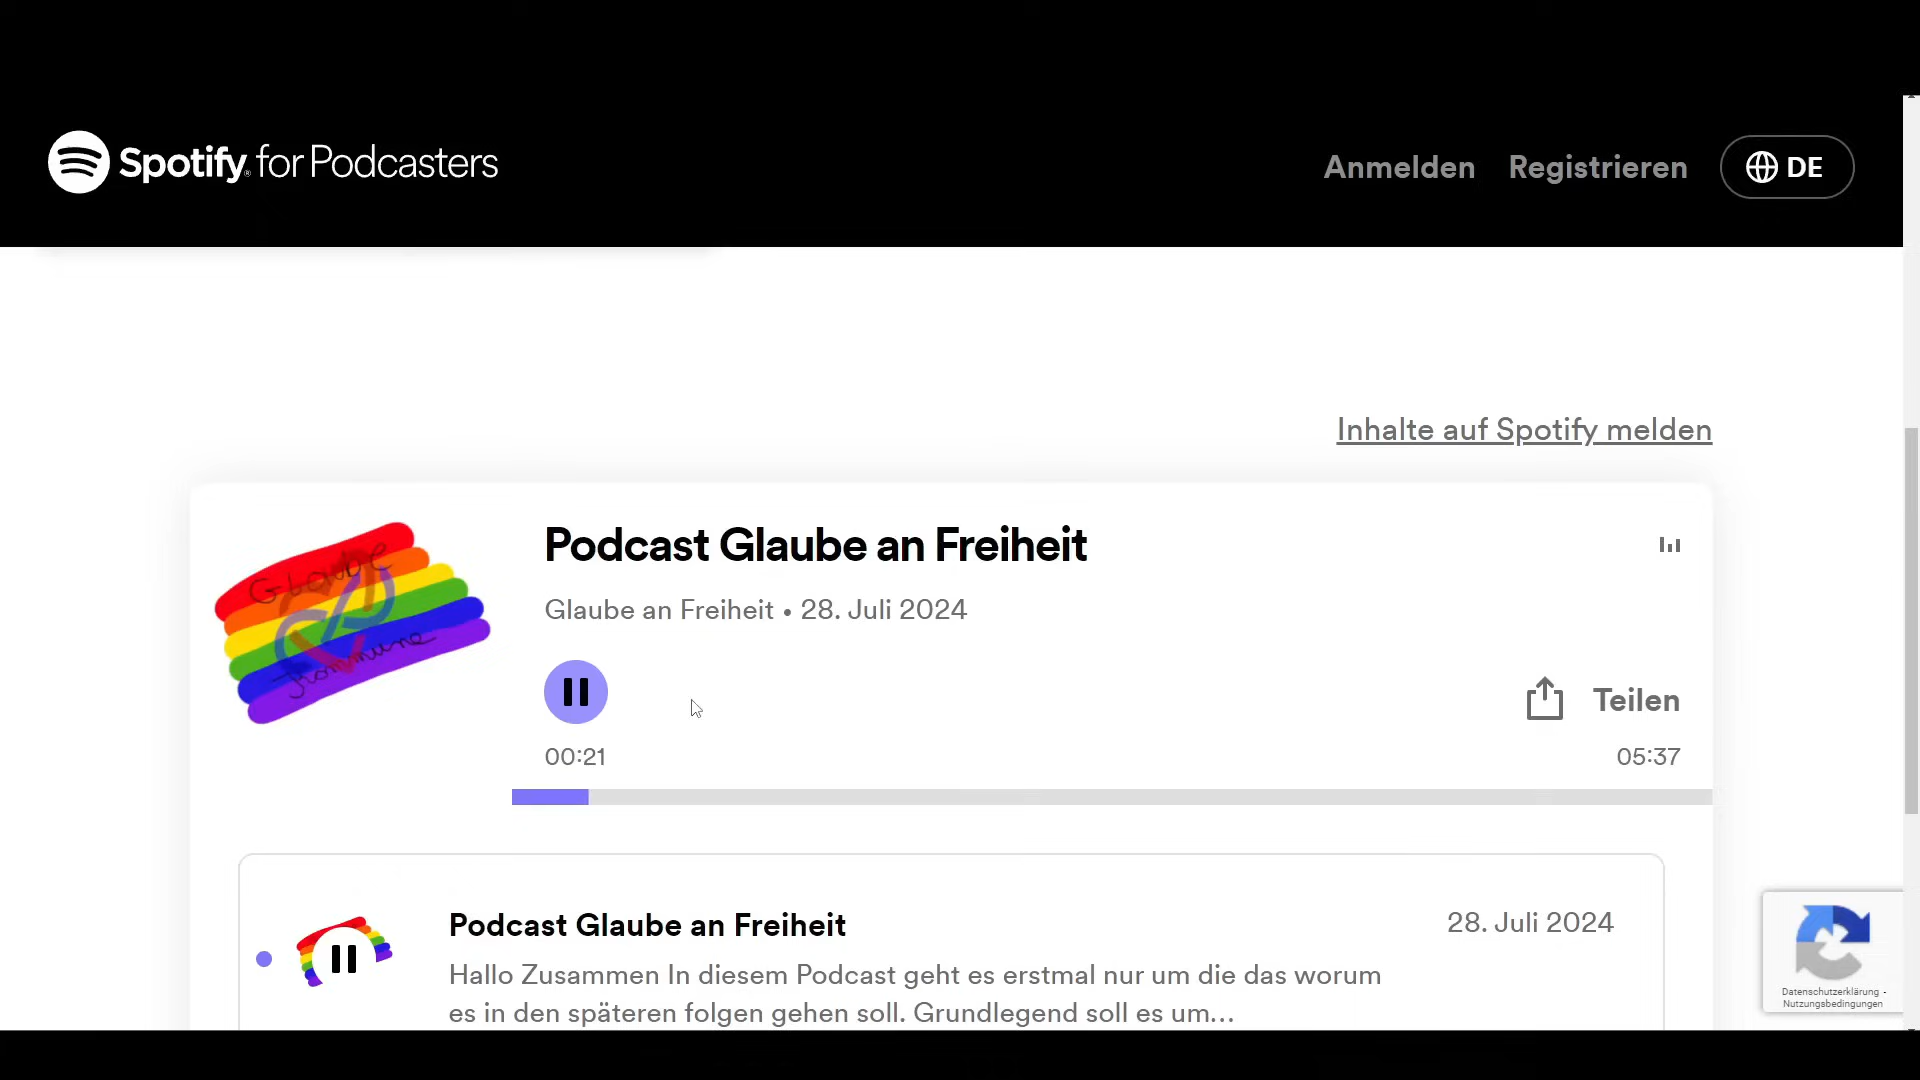 Spotify for Podcasters
Anmelden Registrieren DE
Inhalte auf Spotify melden
Podcast Glaube an Freiheit
Glaube an Freiheit • 28. Juli 2024
Glaube
Kommune
Teilen
00:21 05:37
Podcast Glaube an Freiheit 28. Juli 2024
Hallo Zusammen In diesem Podcast geht es erstmal nur um die das worum
es in den späteren folgen gehen soll. Grundlegend soll es um...
Datenschutzerklärung -
Nutzungsbedingungen